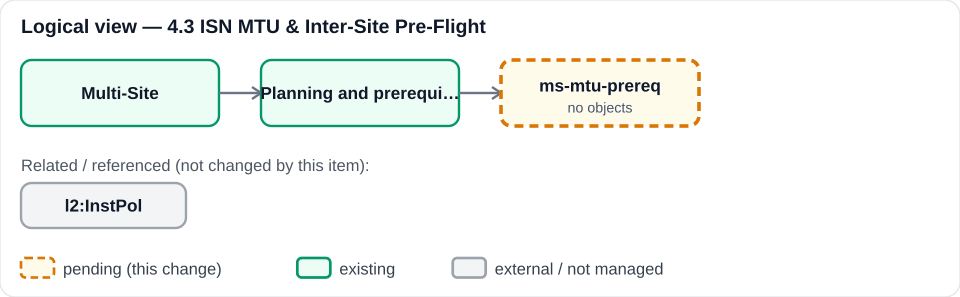 Logical view — 4.3 ISN MTU & Inter-Site Pre-Flight
Multi-Site
Planning and prerequi...
ms-mtu-prereq
no objects
Related / referenced (not changed by this item):
l2:InstPol
pending (this change)
existing
external / not managed